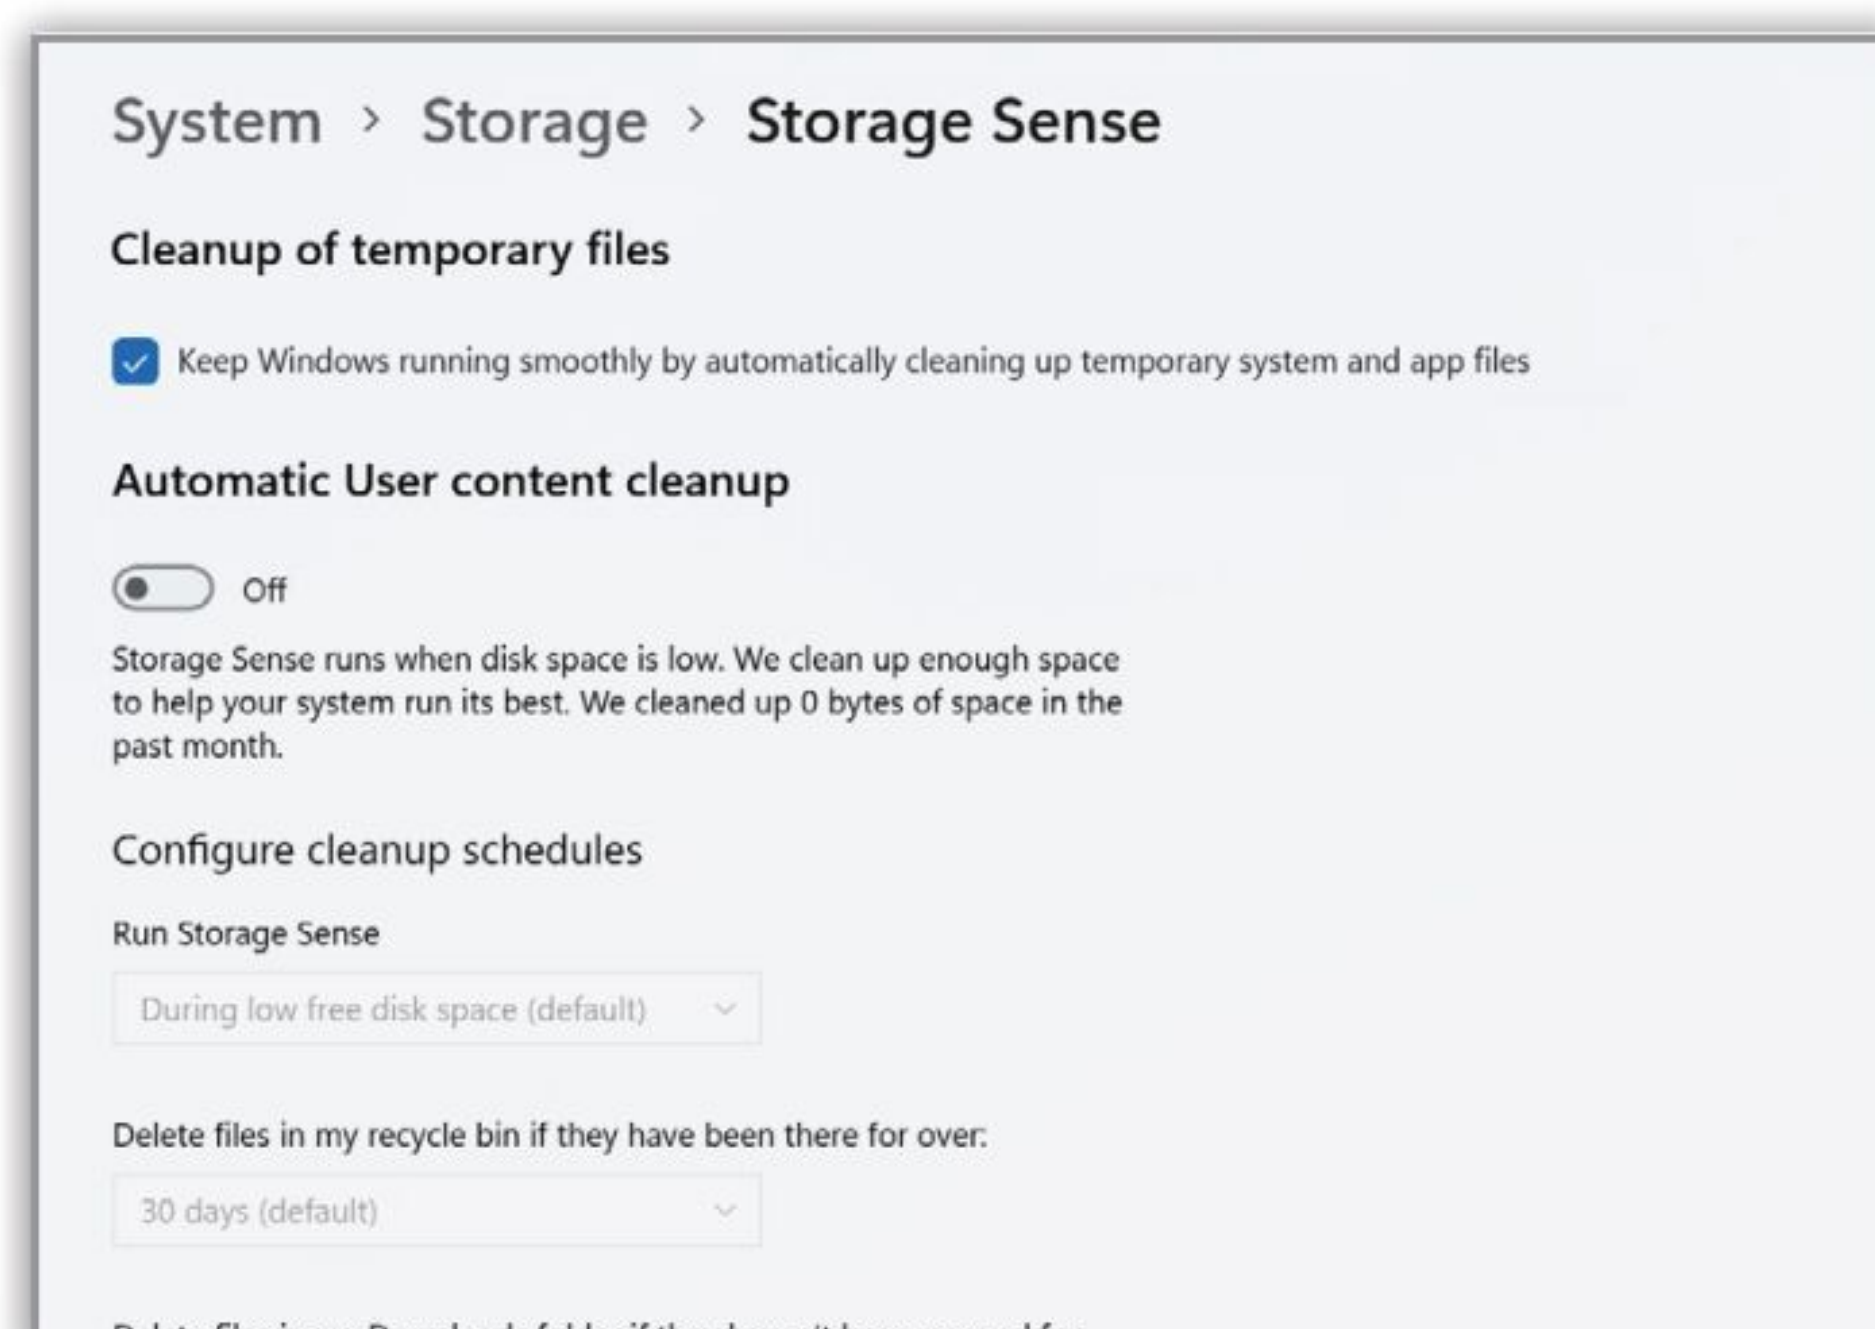 System > Storage > Storage Sense
Cleanup of temporary files
Keep Windows running smoothly by automatically cleaning up temporary system and app files
Automatic User content cleanup
Off
Storage Sense runs when disk space is low. We clean up enough space
to help your system run its best. We cleaned up 0 bytes of space in the
past month.
Configure cleanup schedules
Run Storage Sense
During low free disk space (default)
Delete files in my recycle bin if they have been there for over:
30 days (default)